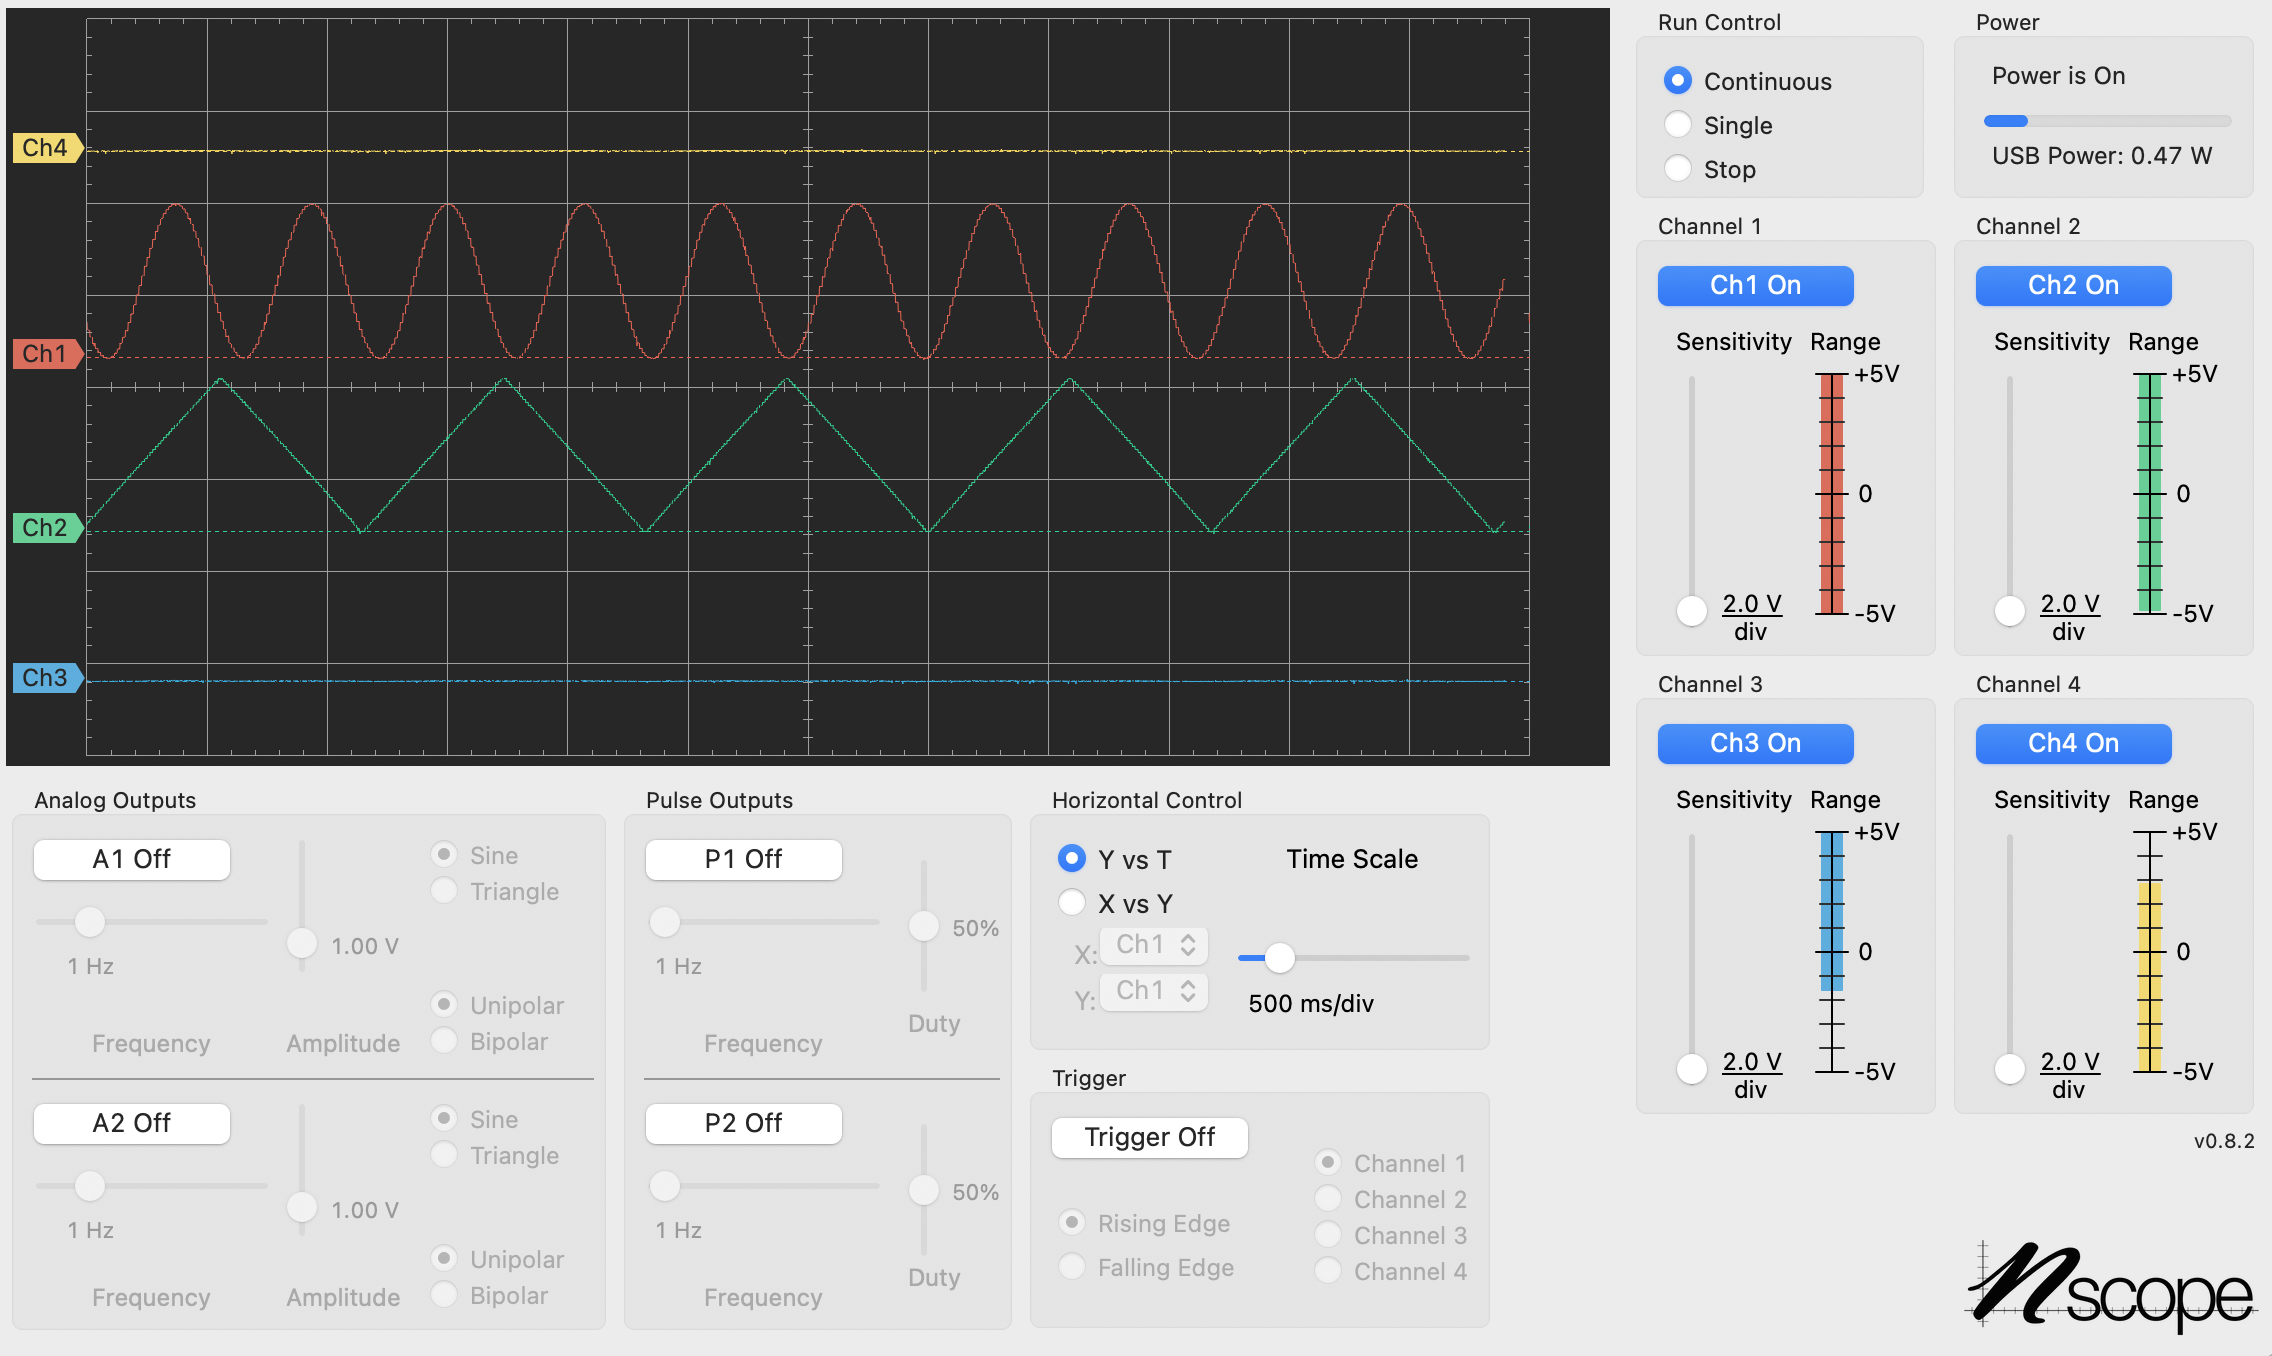 Ch4
Ch1
Ch2
Ch3
Run Control
Continuous
Single
Stop
Power
Power is On
USB Power: 0.47 W
Channel 1
Ch1 On
Sensitivity Range
+5V
0
-5V
2.0 V
div
Channel 2
Ch2 On
Sensitivity Range
+5V
0
-5V
2.0 V
div
Channel 3
Ch3 On
Sensitivity Range
+5V
0
-5V
2.0 V
div
Channel 4
Ch4 On
Sensitivity Range
+5V
0
-5V
2.0 V
div
Analog Outputs
A1 Off
1 Hz
Frequency
1.00 V
Amplitude
Sine
Triangle
Unipolar
Bipolar
A2 Off
1 Hz
Frequency
1.00 V
Amplitude
Sine
Triangle
Unipolar
Bipolar
Pulse Outputs
P1 Off
1 Hz
Frequency
50%
Duty
P2 Off
1 Hz
Frequency
50%
Duty
Horizontal Control
Y vs T
X vs Y
X: Ch1
Y: Ch1
Time Scale
500 ms/div
Trigger
Trigger Off
Rising Edge
Falling Edge
Channel 1
Channel 2
Channel 3
Channel 4
v0.8.2
nscope